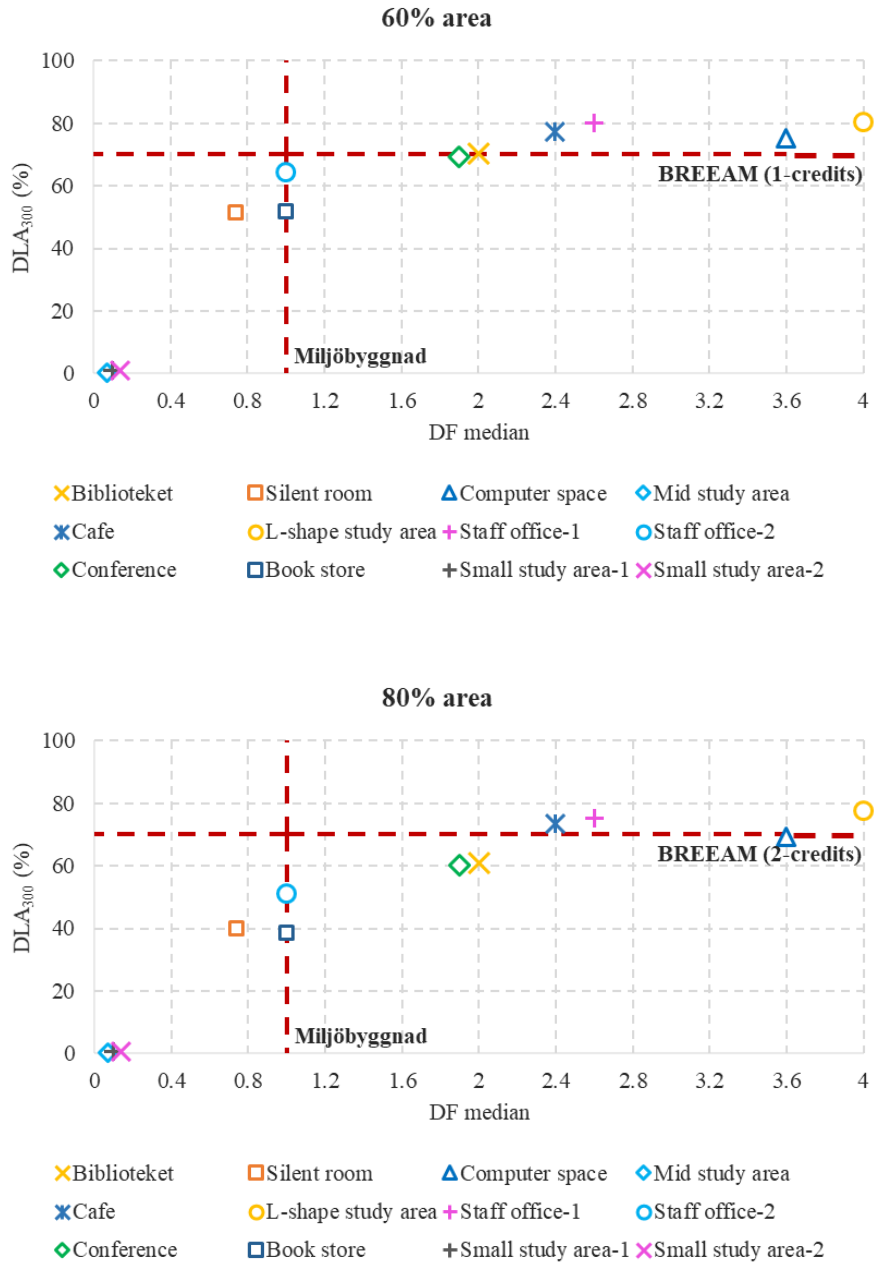 60% area
100
80
60
40
20
0
DLA300 (%)
BREEAM (1-credits)
Miljöbyggnad
0 0.4 0.8 1.2 1.6 2 2.4 2.8 3.2 3.6 4
DF median
Biblioteket Silent room Computer space Mid study area
Cafe L-shape study area Staff office-1 Staff office-2
Conference Book store Small study area-1 Small study area-2
80% area
100
80
60
40
20
0
DLA300 (%)
BREEAM (2-credits)
Miljöbyggnad
0 0.4 0.8 1.2 1.6 2 2.4 2.8 3.2 3.6 4
DF median
Biblioteket Silent room Computer space Mid study area
Cafe L-shape study area Staff office-1 Staff office-2
Conference Book store Small study area-1 Small study area-2